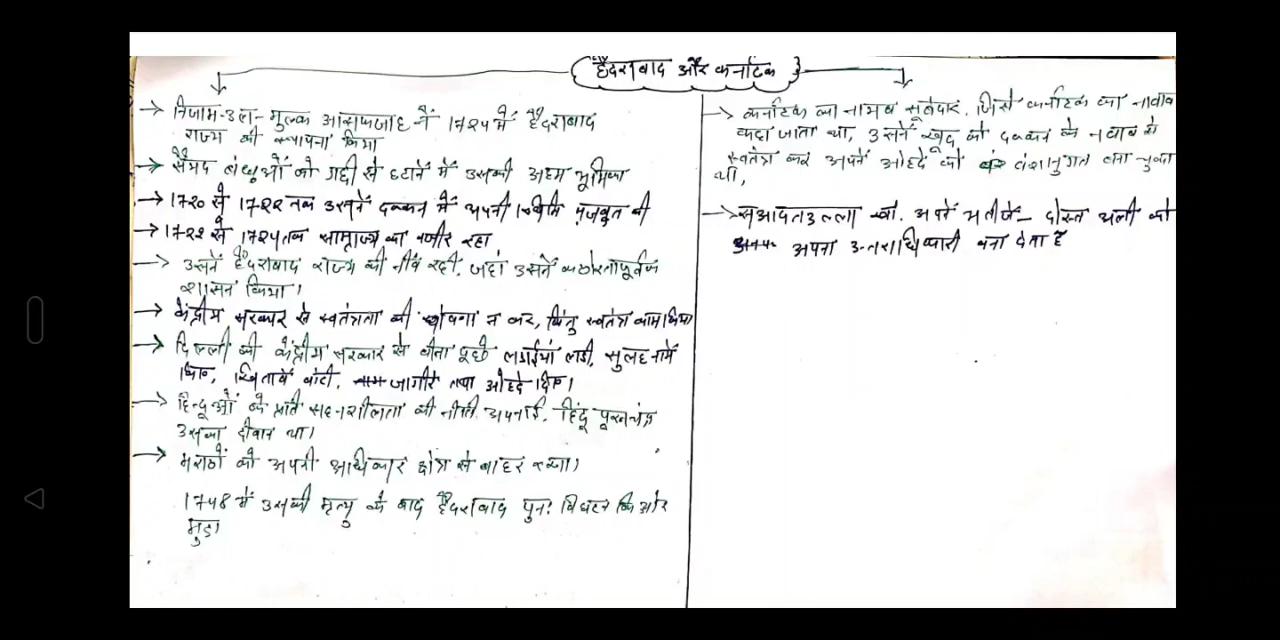 हैदराबाद और कर्नाटक
→ निजाम-उल-मुल्क आसफजाह नें 1724 में हैदराबाद
राज्य की स्थापना किया
→ सैय्यद बंधुओं को गद्दी से हटाने में उसकी अहम भूमिका
→ 1720 से 1722 तक उसनें दक्कन में अपनी स्थिति मजबूत की
→ 1722 से 1724 तक साम्राज्य का वजीर रहा
→ उसनें हैदराबाद राज्य की नींव रखी, जहां उसनें कठोरतापूर्वक
शासन किया।
→ केंद्रीय सरकार से स्वतंत्रता की घोषणा न कर, किंतु स्वतंत्र काम किया
→ दिल्ली की केंद्रीय सरकार से बीना पूछे लडाईयां लडी, सुलहनामें
किए, खिताबें बांटी, जागीरे तथा ओहदे दिए।
→ हिन्दूओं के प्रति सहनशीलता की नीति अपनाई, हिंदू पूरनचंद्र
उसका दीवान था।
→ मराठों को अपनी अधिकार क्षेत्र से बाहर रखा।
1748 में उसकी मृत्यु के बाद हैदराबाद पुनः विघटन कि ओर
मुडा
→ कर्नाटक का नायब सूबेदार, जिसे कर्नाटक का नावाब
कहा जाता था, उसनें खूद को दक्कन के नवाब से
स्वतंत्र कर अपनें ओहदे को वंशानुगत बना चुका
था,
→ सआदतउल्ला खाँ अपनें भतीजे दोस्त अली को
अपना उत्तराधिकारी बना देता है